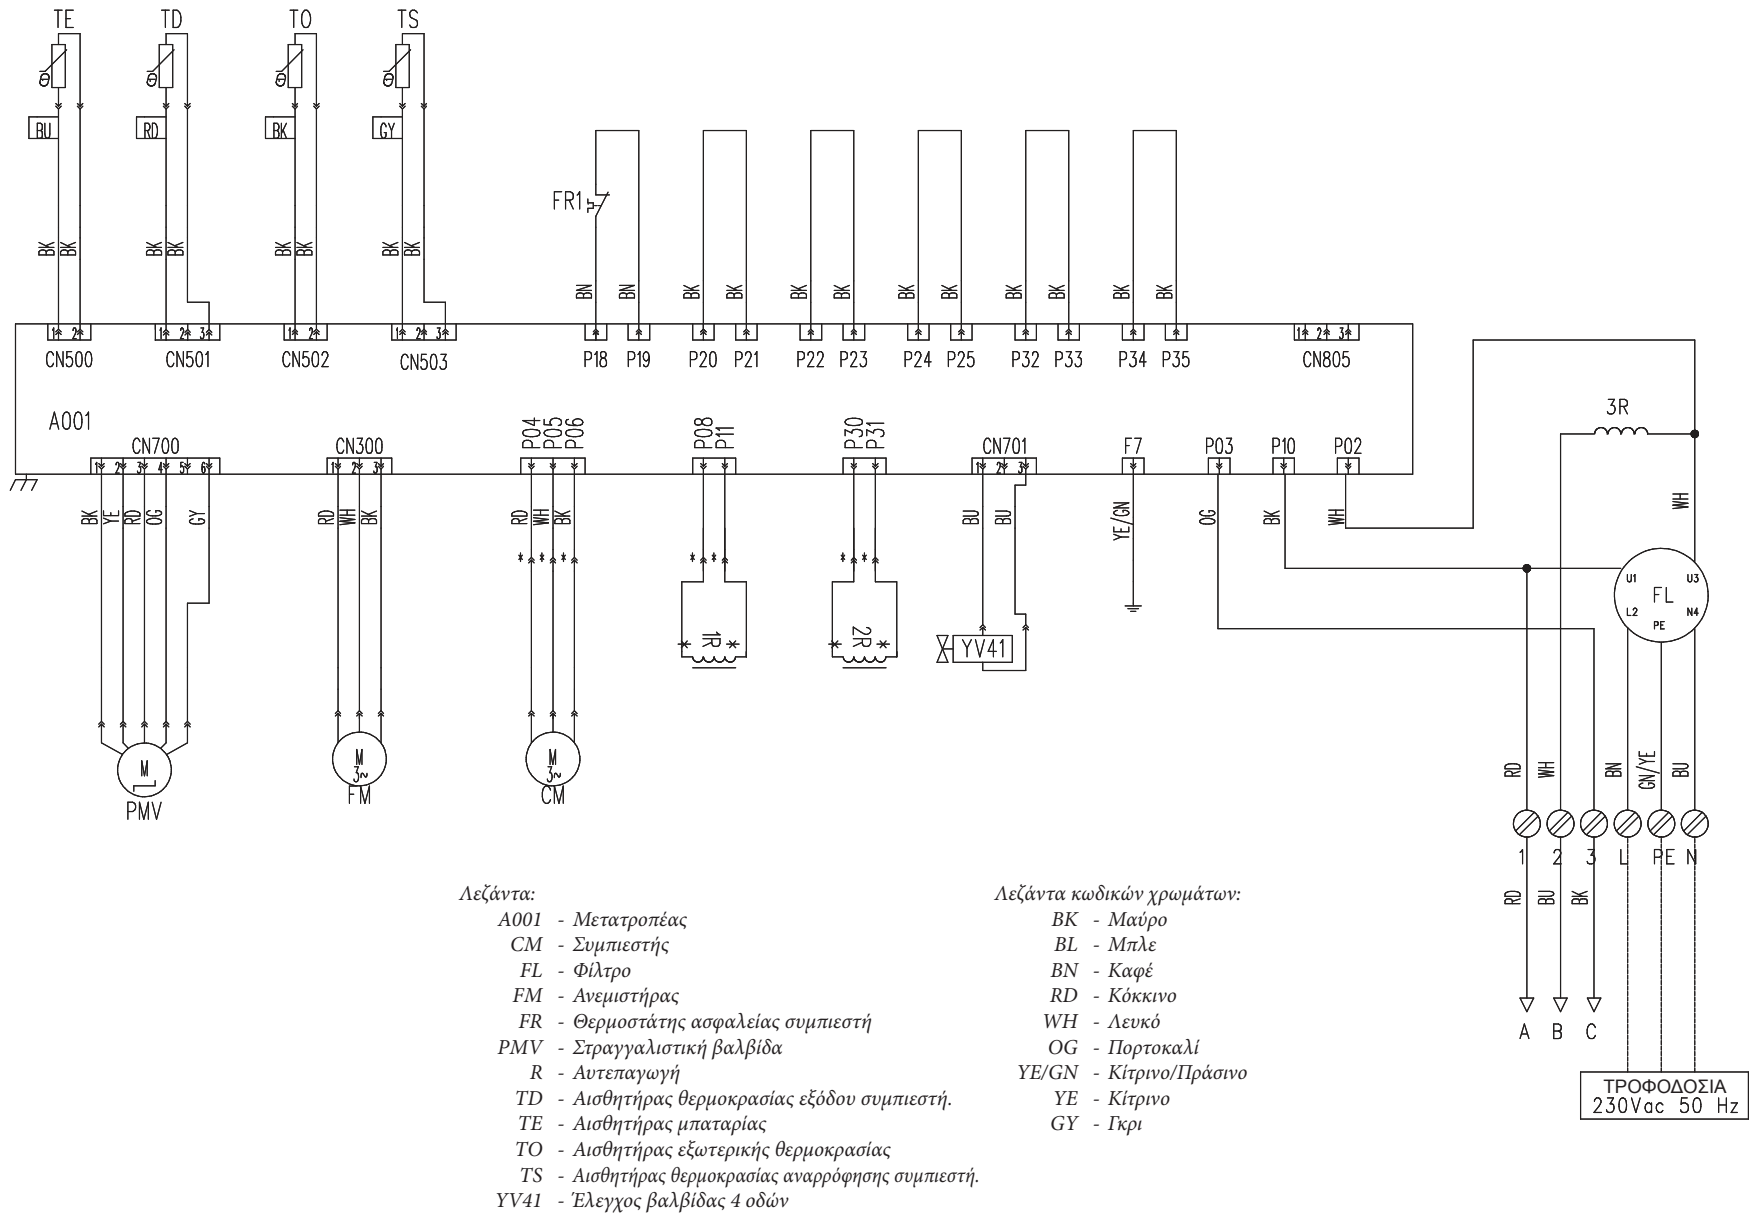 TE TD TO TS
θ θ θ θ
BU RD BK GY
FR1
BK BK BK BK BK BK BK BK
BN BN BK BK BK BK BK BK BK BK BK BK
1 2 1 2 3 1 2 1 2 3 1 2 3
CN500 CN501 CN502 CN503 P18 P19 P20 P21 P22 P23 P24 P25 P32 P33 P34 P35 CN805
3R
A001
CN700 CN300 P04 P05 P06 P08 P11 P30 P31 CN701 F7 P03 P10 P02
1 2 3 4 5 6 1 2 3 1 2 3
BK YE RD OG GY RD WH BK RD WH BK BU BU YE/GN OG BK WH WH
* * * * * * *
U1 U3
FL
L2 N4
PE
1R 2R YV41
M M 3~ M 3~
PMV FM CM
RD WH BN GN/YE BU
1 2 3 L PE N
RD BU BK
A B C
ΤΡΟΦΟΔΟΣΙΑ
230Vac 50 Hz
Λεζάντα:
A001 - Μετατροπέας
CM - Συμπιεστής
FL - Φίλτρο
FM - Ανεμιστήρας
FR - Θερμοστάτης ασφαλείας συμπιεστή
PMV - Στραγγαλιστική βαλβίδα
R - Αυτεπαγωγή
TD - Αισθητήρας θερμοκρασίας εξόδου συμπιεστή.
TE - Αισθητήρας μπαταρίας
TO - Αισθητήρας εξωτερικής θερμοκρασίας
TS - Αισθητήρας θερμοκρασίας αναρρόφησης συμπιεστή.
YV41 - Έλεγχος βαλβίδας 4 οδών
Λεζάντα κωδικών χρωμάτων:
BK - Μαύρο
BL - Μπλε
BN - Καφέ
RD - Κόκκινο
WH - Λευκό
OG - Πορτοκαλί
YE/GN - Κίτρινο/Πράσινο
YE - Κίτρινο
GY - Γκρι